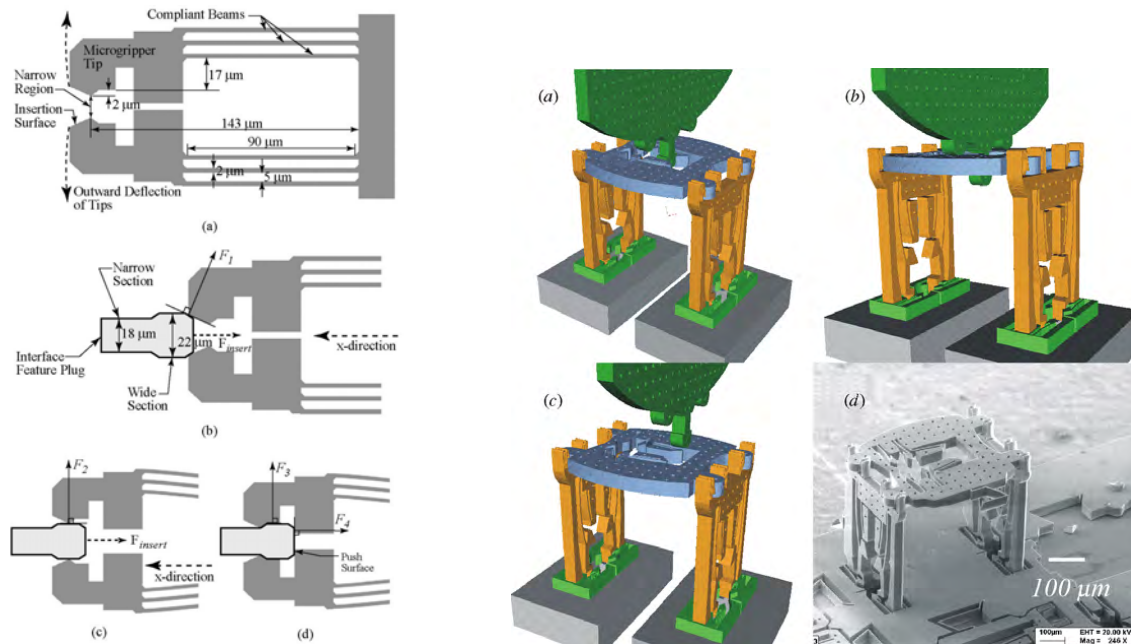 Compliant Beams
Microgripper
Tip
17 μm
Narrow
Region
2 μm
Insertion
Surface
143 μm
90 μm
2 μm
5 μm
Outward Deflection
of Tips
(a)
Narrow
Section
F1
18 μm
22 μm
Finsert
x-direction
Interface
Feature Plug
Wide
Section
(b)
F2
Finsert
x-direction
(c)
F3
F4
Push
Surface
(d)
(a)
(b)
(c)
(d)
100 μm
100μm
EHT = 20.00 kV
Mag = 246 X